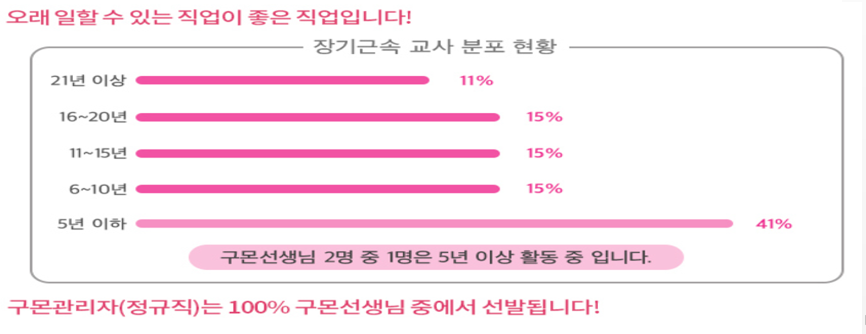 오래 일할 수 있는 직업이 좋은 직업입니다!
장기근속 교사 분포 현황
21년 이상 11%
16~20년 15%
11~15년 15%
6~10년 15%
5년 이하 41%
구몬선생님 2명 중 1명은 5년 이상 활동 중 입니다.
구몬관리자(정규직)는 100% 구몬선생님 중에서 선발됩니다!